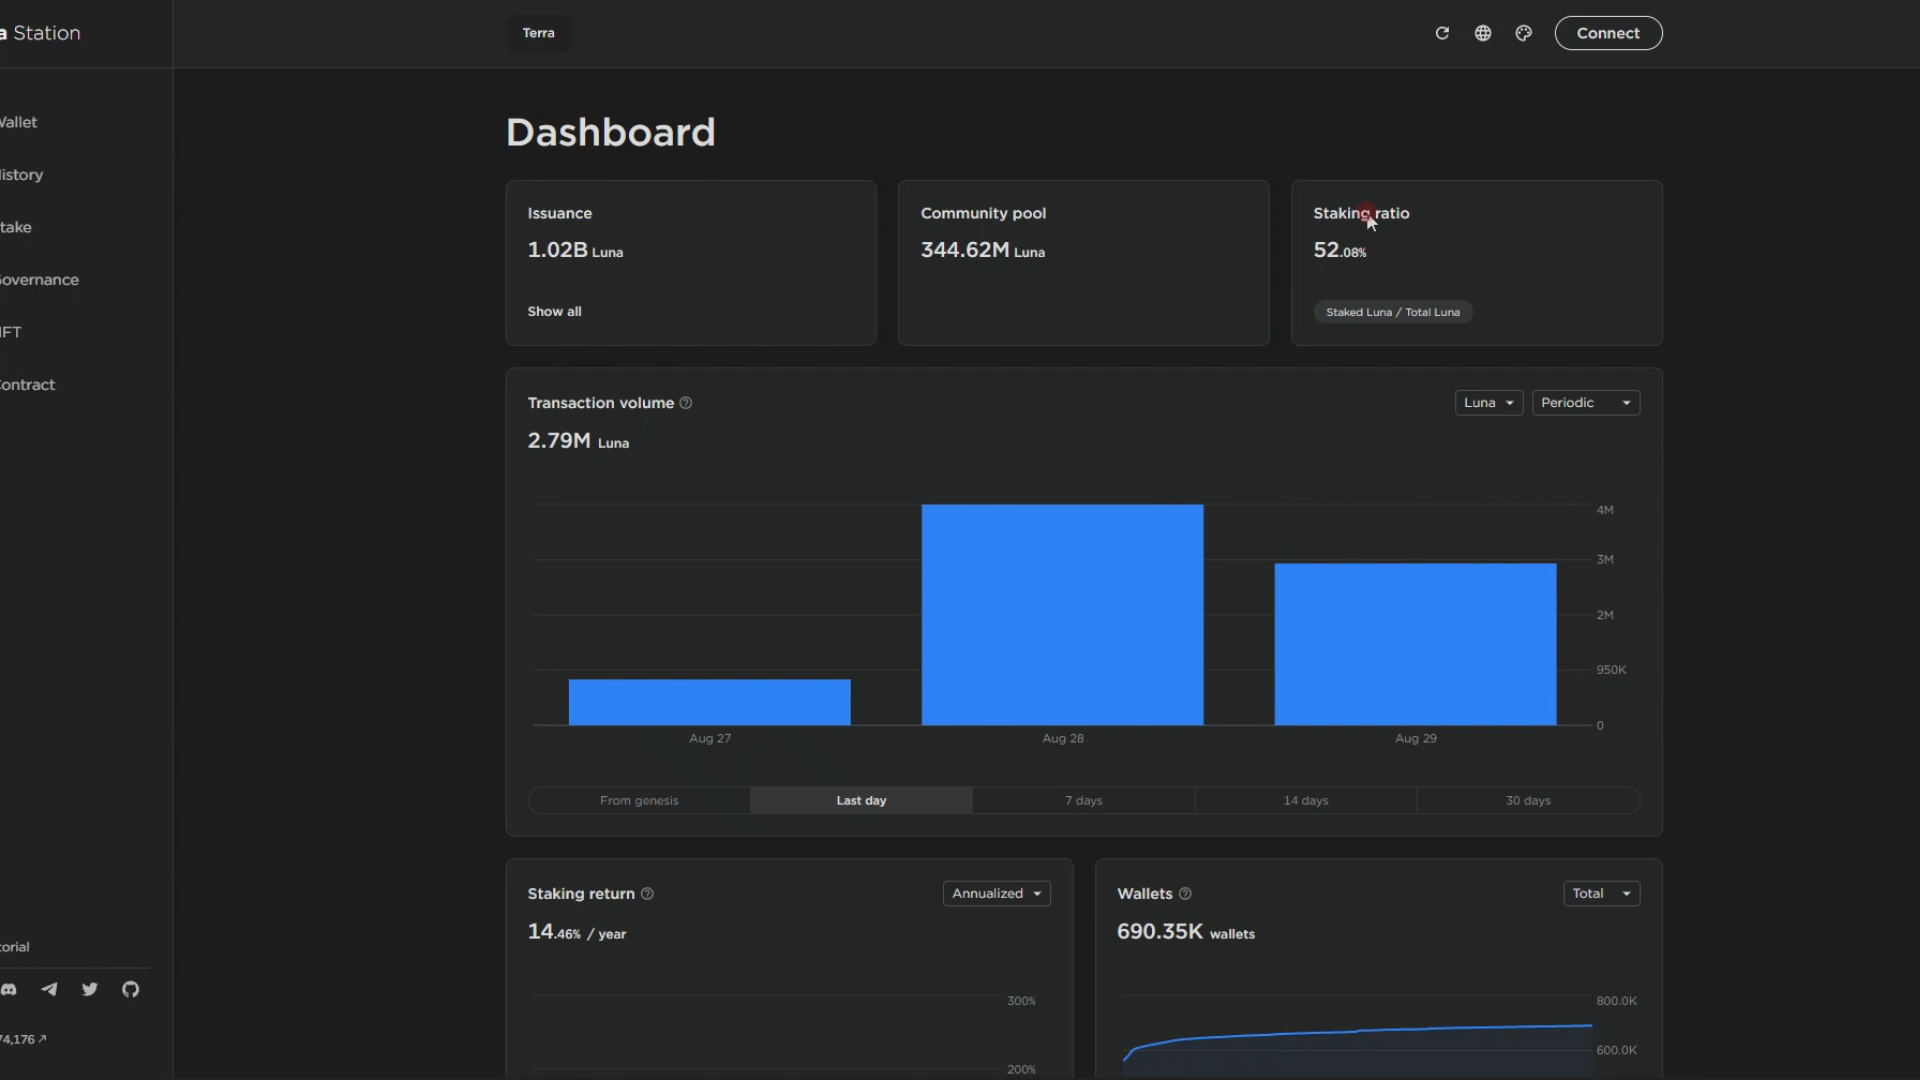 a Station
Terra
Connect
Wallet
History
take
Governance
NFT
Contract
Dashboard
Issuance
1.02B Luna
Show all
Community pool
344.62M Luna
Staking ratio
52.08%
Staked Luna / Total Luna
Transaction volume
2.79M Luna
Luna
Periodic
4M
3M
2M
950K
0
Aug 27
Aug 28
Aug 29
From genesis
Last day
7 days
14 days
30 days
Staking return
Annualized
14.46% / year
300%
200%
Wallets
Total
690.35K wallets
800.0K
600.0K
torial
74,176